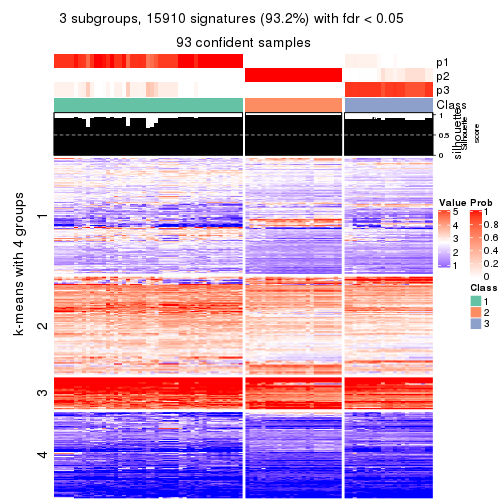 3 subgroups, 15910 signatures (93.2%) with fdr < 0.05
93 confident samples
p1
p2
p3
Class
1
0.5
0
silhouette
Silhouette
score
k-means with 4 groups
1
2
3
4
Value
5
4
3
2
1
Prob
1
0.8
0.6
0.4
0.2
0
Class
1
2
3